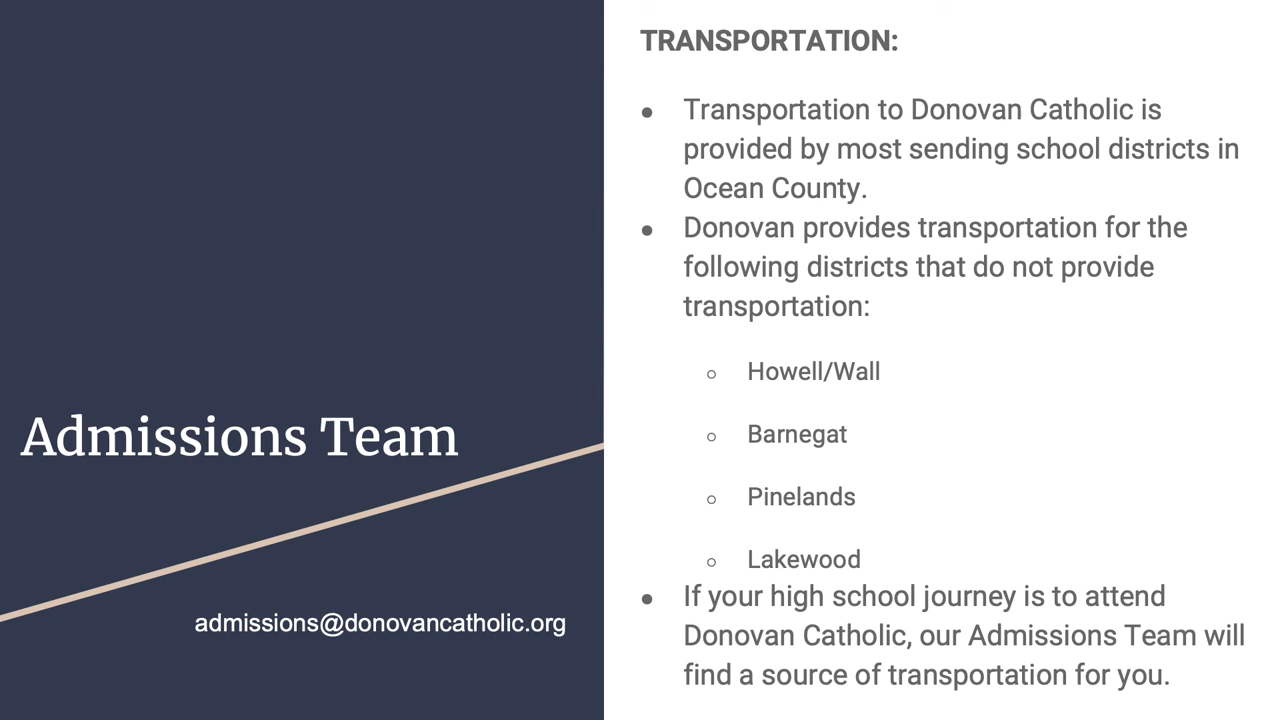 Admissions Team
admissions@donovancatholic.org
TRANSPORTATION:
● Transportation to Donovan Catholic is
provided by most sending school districts in
Ocean County.
● Donovan provides transportation for the
following districts that do not provide
transportation:
○ Howell/Wall
○ Barnegat
○ Pinelands
○ Lakewood
● If your high school journey is to attend
Donovan Catholic, our Admissions Team will
find a source of transportation for you.